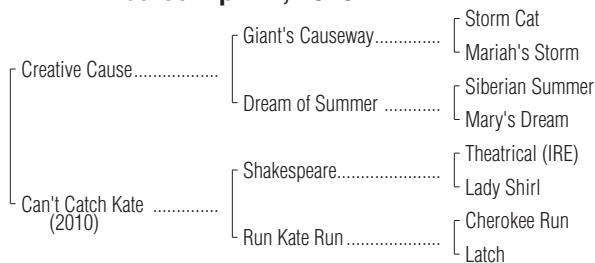 Storm Cat
Giant's Causeway..............
Mariah's Storm
Creative Cause..................
Siberian Summer
Dream of Summer ............
Mary's Dream
Theatrical (IRE)
Shakespeare......................
Lady Shirl
Can't Catch Kate ..............
(2010)
Cherokee Run
Run Kate Run ....................
Latch